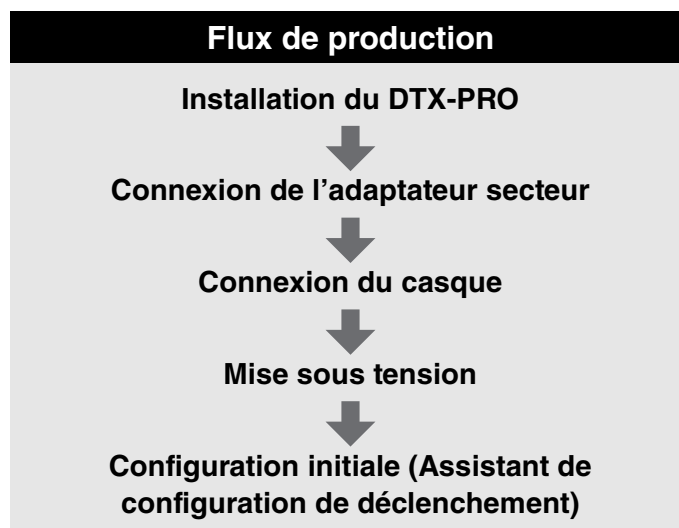 Flux de production
Installation du DTX-PRO
Connexion de l’adaptateur secteur
Connexion du casque
Mise sous tension
Configuration initiale (Assistant de
configuration de déclenchement)